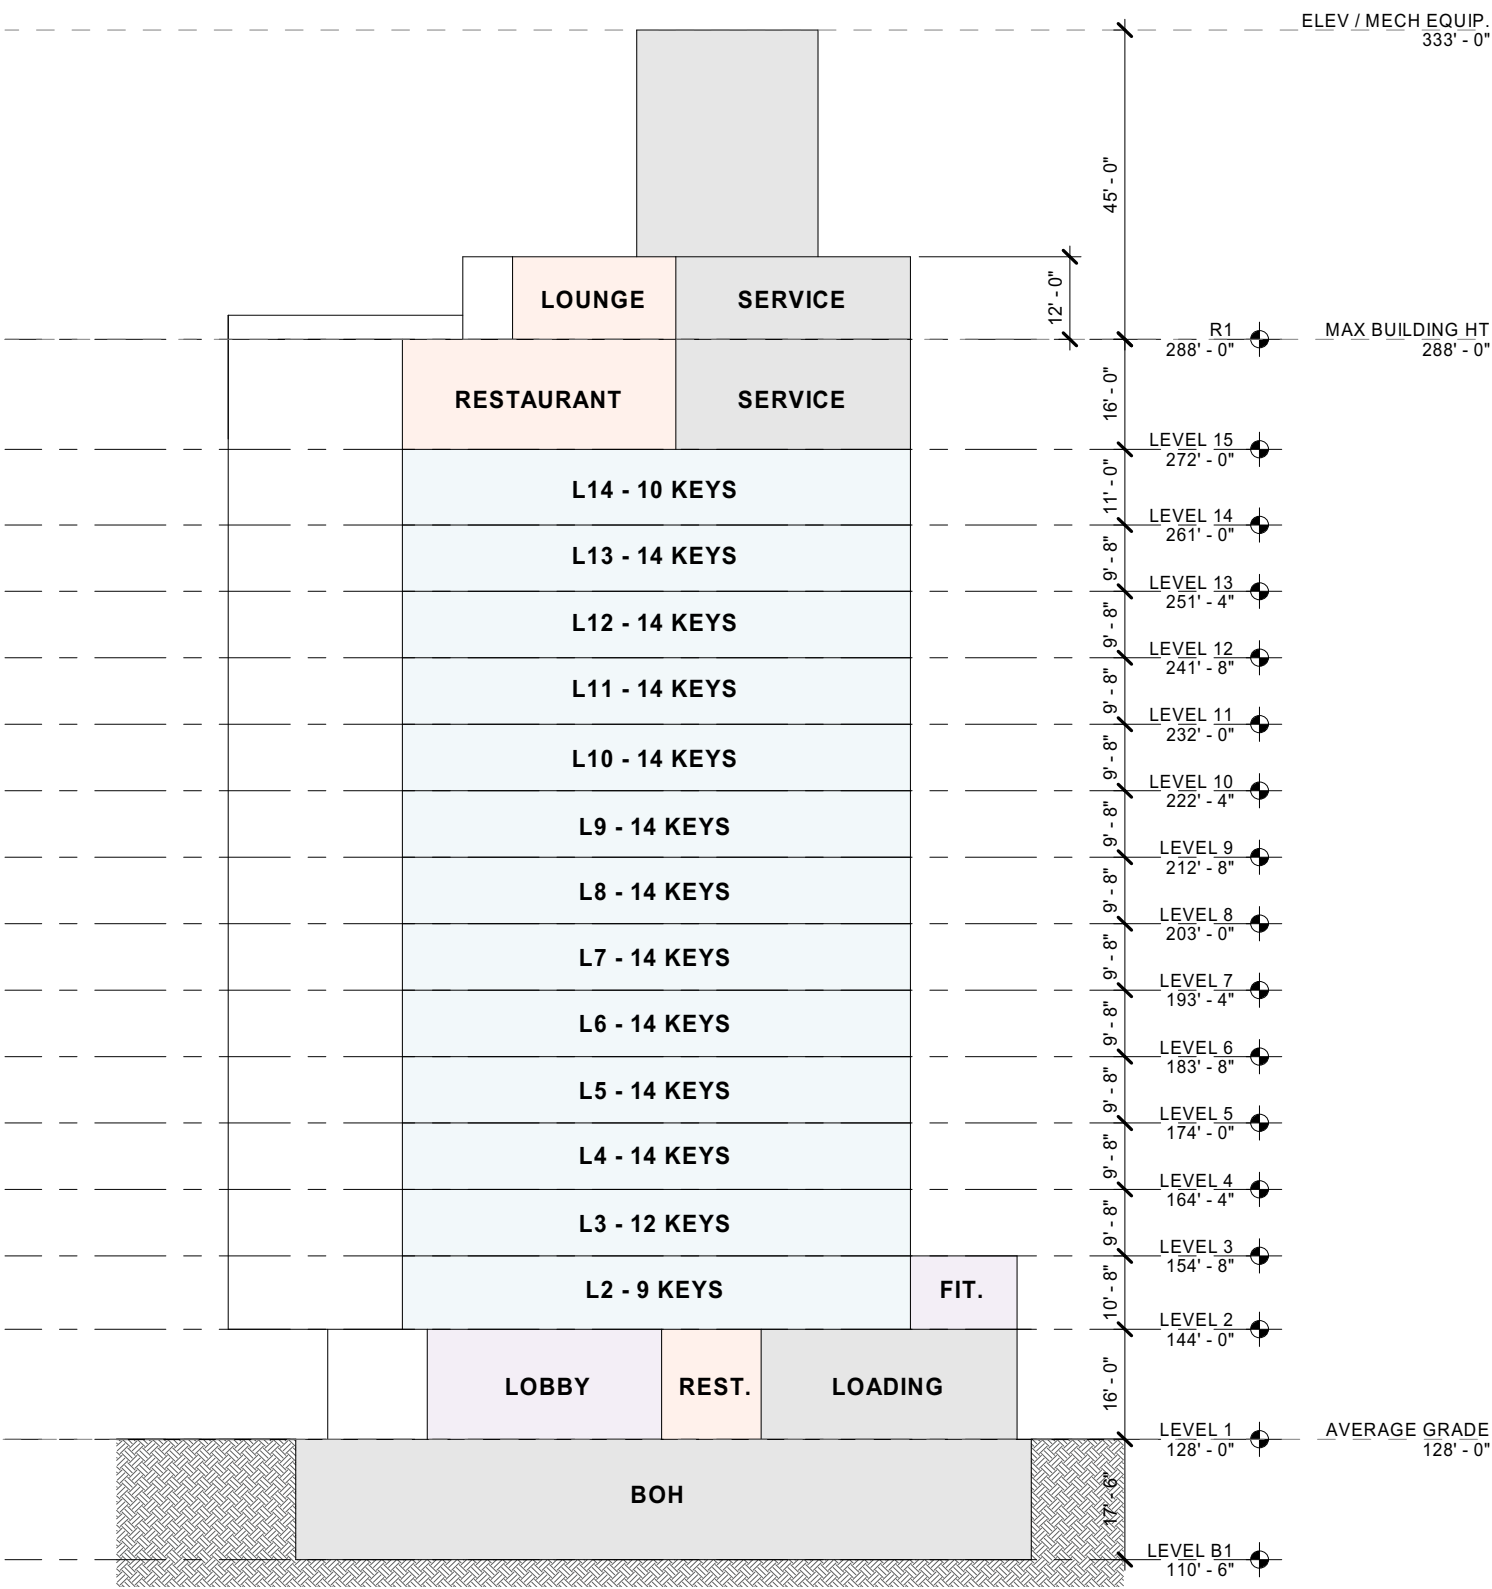 ELEV / MECH EQUIP.
333' - 0"
45' - 0"
LOUNGE
SERVICE
12' - 0"
R1
288' - 0"
MAX BUILDING HT
288' - 0"
RESTAURANT
SERVICE
16' - 0"
LEVEL 15
272' - 0"
L14 - 10 KEYS
11' - 0"
LEVEL 14
261' - 0"
L13 - 14 KEYS
9' - 8"
LEVEL 13
251' - 4"
L12 - 14 KEYS
9' - 8"
LEVEL 12
241' - 8"
L11 - 14 KEYS
9' - 8"
LEVEL 11
232' - 0"
L10 - 14 KEYS
9' - 8"
LEVEL 10
222' - 4"
L9 - 14 KEYS
9' - 8"
LEVEL 9
212' - 8"
L8 - 14 KEYS
9' - 8"
LEVEL 8
203' - 0"
L7 - 14 KEYS
9' - 8"
LEVEL 7
193' - 4"
L6 - 14 KEYS
9' - 8"
LEVEL 6
183' - 8"
L5 - 14 KEYS
9' - 8"
LEVEL 5
174' - 0"
L4 - 14 KEYS
9' - 8"
LEVEL 4
164' - 4"
L3 - 12 KEYS
9' - 8"
LEVEL 3
154' - 8"
L2 - 9 KEYS
FIT.
10' - 8"
LEVEL 2
144' - 0"
LOBBY
REST.
LOADING
16' - 0"
LEVEL 1
128' - 0"
AVERAGE GRADE
128' - 0"
BOH
17' - 6"
LEVEL B1
110' - 6"